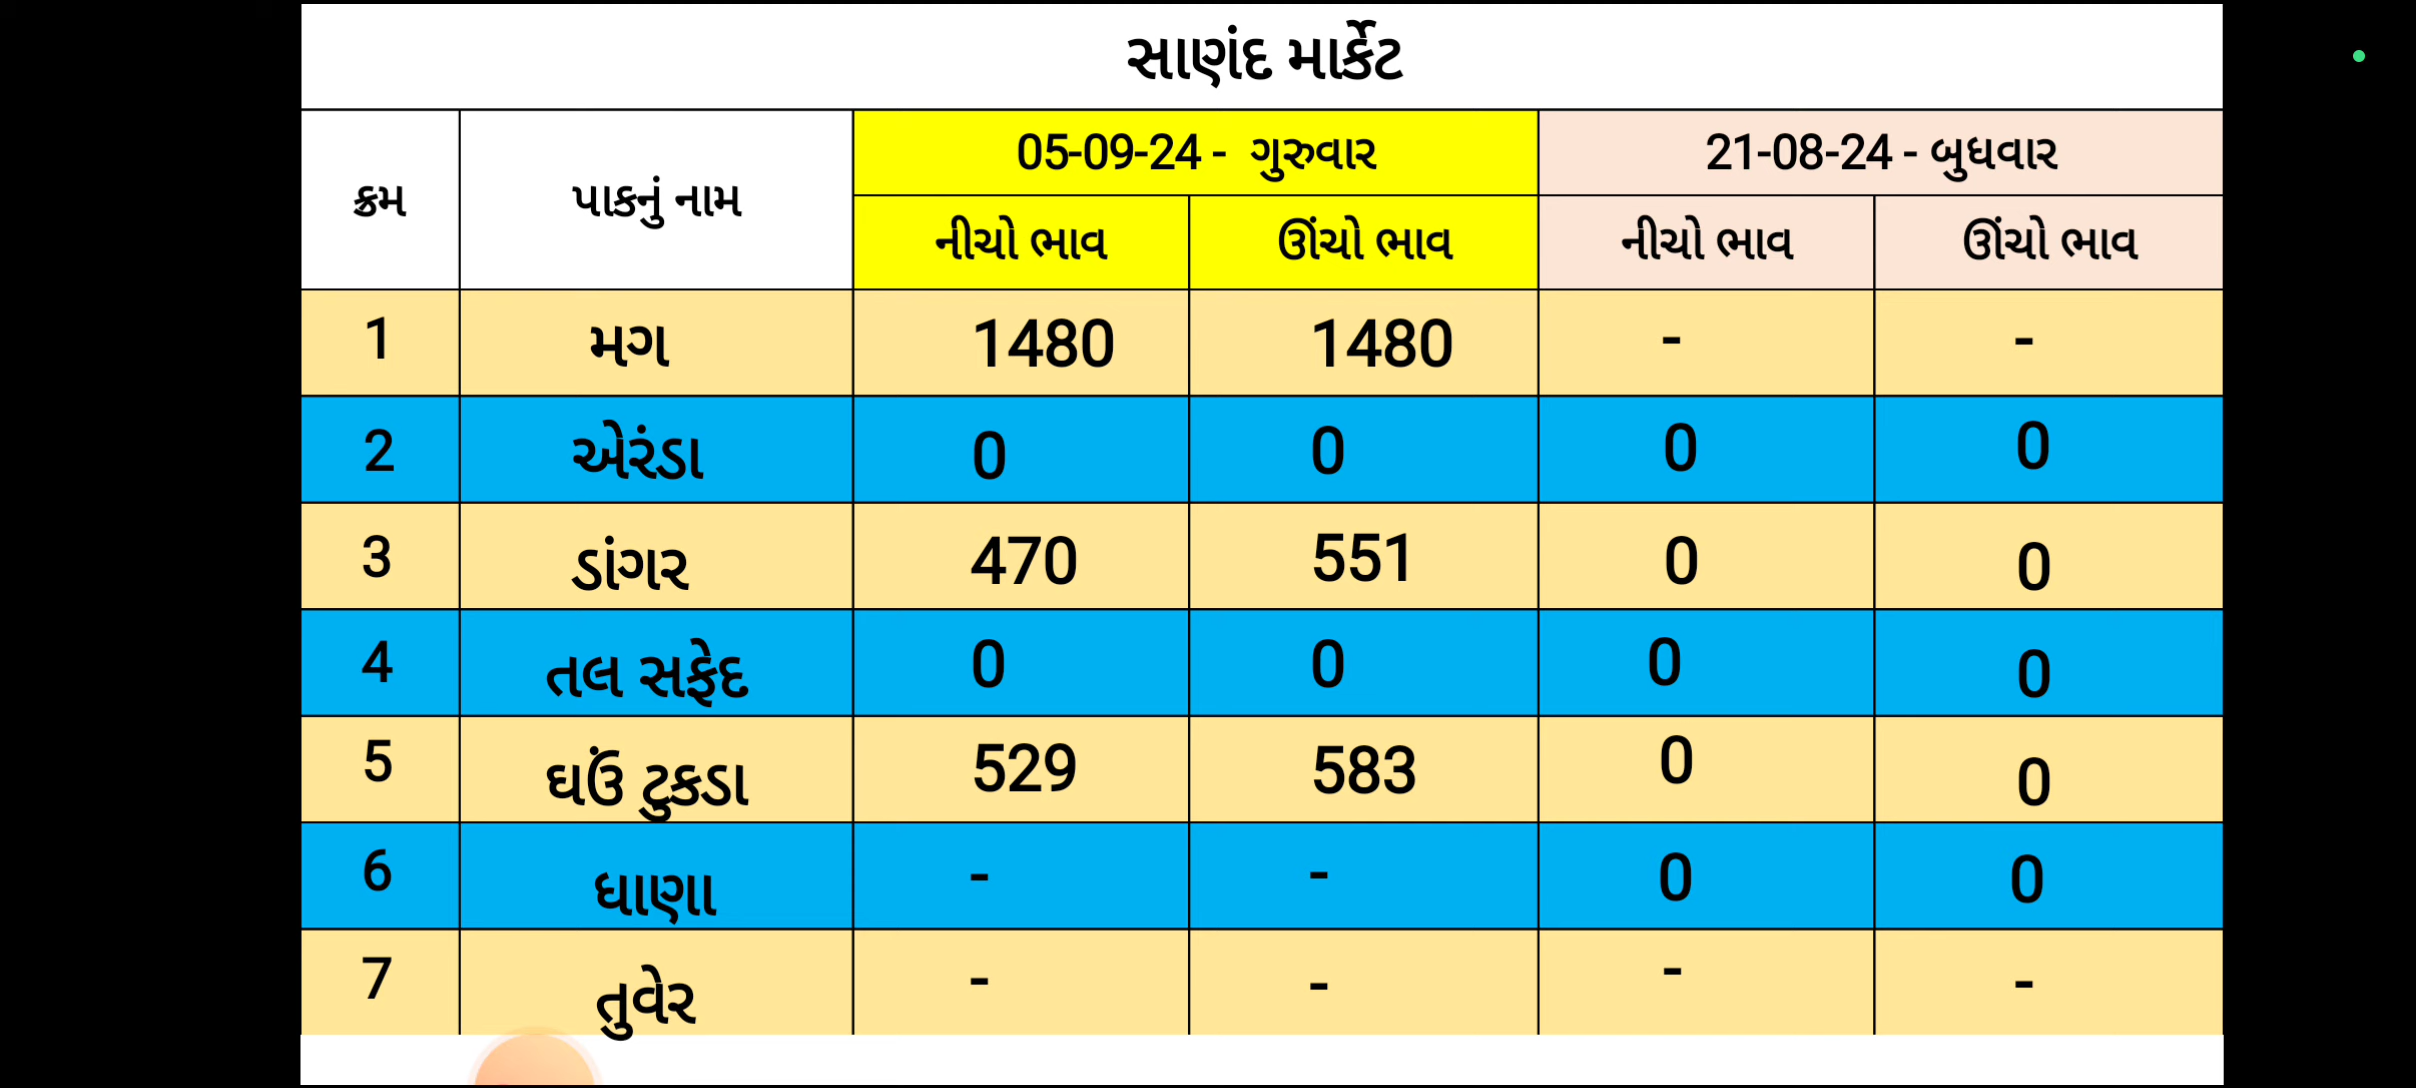 સાણંદ માર્કેટ
ક્રમ પાકનું નામ 05-09-24 - ગુરુવાર 21-08-24 - બુધવાર
નીચો ભાવ ઊંચો ભાવ નીચો ભાવ ઊંચો ભાવ
1 મગ 1480 1480 - -
2 એરંડા 0 0 0 0
3 ડાંગર 470 551 0 0
4 તલ સફેદ 0 0 0 0
5 ઘઉં ટુકડા 529 583 0 0
6 ધાણા - - 0 0
7 તુવેર - - - -